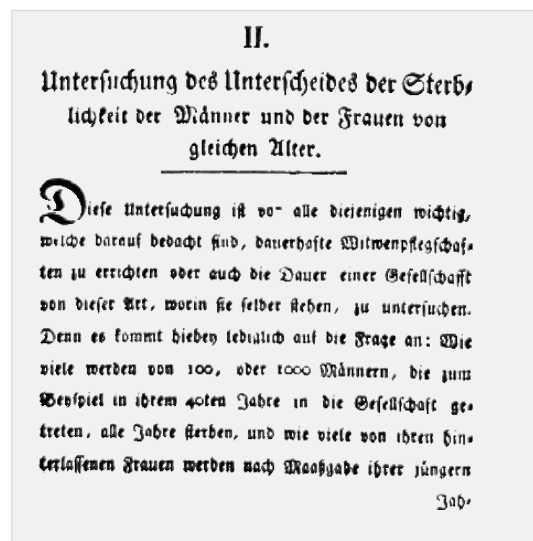 II.
Unterſuchung des Unterſcheides der Sterb⸗
lichkeit der Männer und der Frauen von
gleichen Alter.
Dieſe Unterſuchung iſt vo- alle diejenigen wichtig,
welche darauf bedacht ſind, dauerhafte Witwenpflegſchaf⸗
ten zu errichten oder auch die Dauer einer Geſellſchafft
von dieſer Art, worin ſie ſelber ſtehen, zu unterſuchen.
Denn es kommt hiebey lediglich auf die Frage an: Wie
viele werden von 100, oder 1000 Männern, die zum
Beyſpiel in ihrem 40ten Jahre in die Geſellſchaft ge⸗
treten, alle Jahre ſterben, und wie viele von ihren hin⸗
terlaſſenen Frauen werden nach Maaßgabe ihrer jüngern
Jah⸗